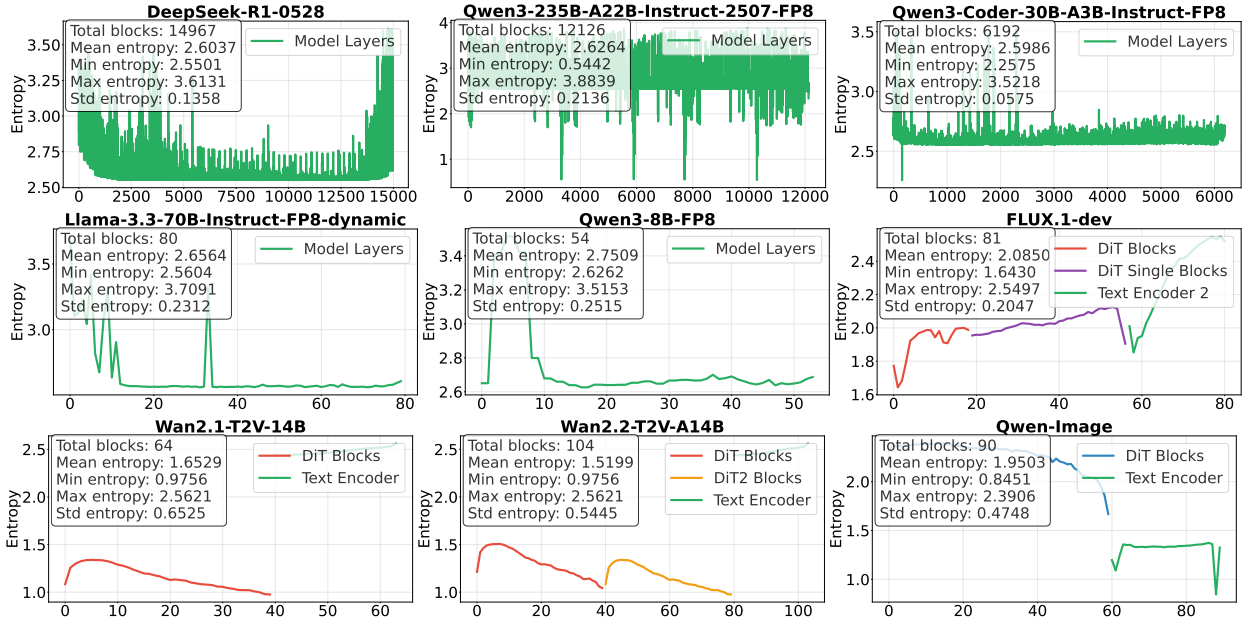 DeepSeek-R1-0528
Total blocks: 14967
Mean entropy: 2.6037
Min entropy: 2.5501
Max entropy: 3.6131
Std entropy: 0.1358
Model Layers
Entropy
3.50
3.25
3.00
2.75
2.50
0 2500 5000 7500 10000 12500 15000
Qwen3-235B-A22B-Instruct-2507-FP8
Total blocks: 12126
Mean entropy: 2.6264
Min entropy: 0.5442
Max entropy: 3.8839
Std entropy: 0.2136
Model Layers
Entropy
4
3
2
1
0 2000 4000 6000 8000 10000 12000
Qwen3-Coder-30B-A3B-Instruct-FP8
Total blocks: 6192
Mean entropy: 2.5986
Min entropy: 2.2575
Max entropy: 3.5218
Std entropy: 0.0575
Model Layers
Entropy
3.5
3.0
2.5
0 1000 2000 3000 4000 5000 6000
Llama-3.3-70B-Instruct-FP8-dynamic
Total blocks: 80
Mean entropy: 2.6564
Min entropy: 2.5604
Max entropy: 3.7091
Std entropy: 0.2312
Model Layers
Entropy
3.5
3.0
0 20 40 60 80
Qwen3-8B-FP8
Total blocks: 54
Mean entropy: 2.7509
Min entropy: 2.6262
Max entropy: 3.5153
Std entropy: 0.2515
Model Layers
Entropy
3.4
3.2
3.0
2.8
2.6
0 10 20 30 40 50
FLUX.1-dev
Total blocks: 81
Mean entropy: 2.0850
Min entropy: 1.6430
Max entropy: 2.5497
Std entropy: 0.2047
DiT Blocks
DiT Single Blocks
Text Encoder 2
Entropy
2.4
2.2
2.0
1.8
1.6
0 20 40 60 80
Wan2.1-T2V-14B
Total blocks: 64
Mean entropy: 1.6529
Min entropy: 0.9756
Max entropy: 2.5621
Std entropy: 0.6525
DiT Blocks
Text Encoder
Entropy
2.5
2.0
1.5
1.0
0 10 20 30 40 50 60
Wan2.2-T2V-A14B
Total blocks: 104
Mean entropy: 1.5199
Min entropy: 0.9756
Max entropy: 2.5621
Std entropy: 0.5445
DiT Blocks
DiT2 Blocks
Text Encoder
Entropy
2.5
2.0
1.5
1.0
0 20 40 60 80 100
Qwen-Image
Total blocks: 90
Mean entropy: 1.9503
Min entropy: 0.8451
Max entropy: 2.3906
Std entropy: 0.4748
DiT Blocks
Text Encoder
Entropy
2.0
1.5
1.0
0 20 40 60 80